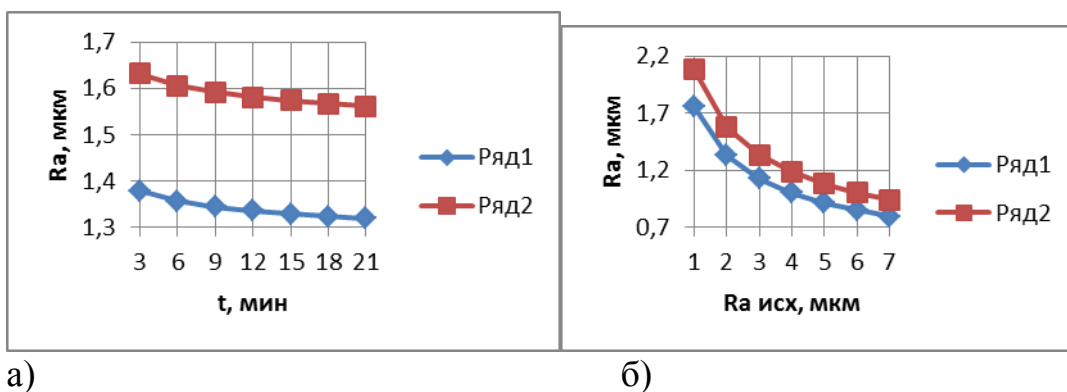 1,7
1,6
1,5
1,4
1,3
Ra, мкм
3 6 9 12 15 18 21
t, мин
Ряд1
Ряд2
2,2
1,7
1,2
0,7
Ra, мкм
1 2 3 4 5 6 7
Ra исх, мкм
Ряд1
Ряд2
а)
б)